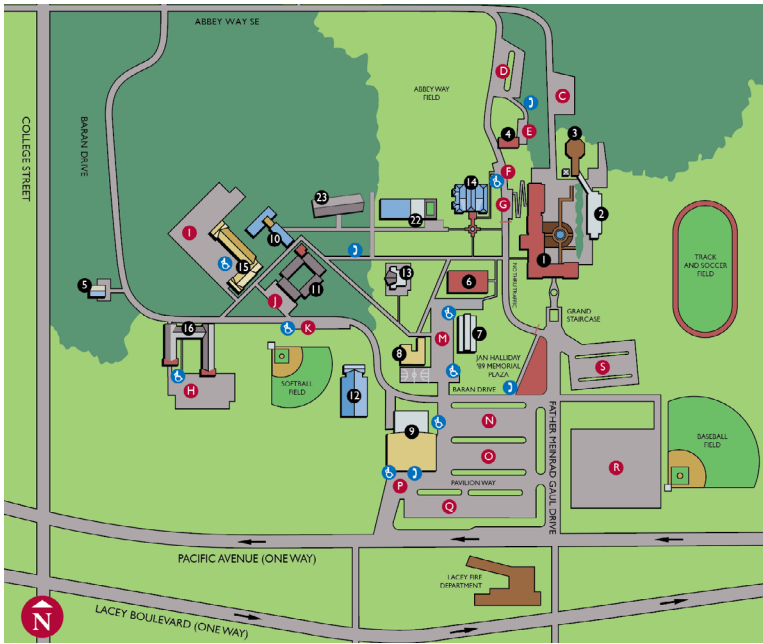 ABBEY WAY SE
D
ABBEY WAY
FIELD
C
COLLEGE STREET
BARAN DRIVE
4
E
3
F
14
23
22
G
2
I
10
15
1
13
6
5
11
NO THRU TRAFFIC
TRACK
AND SOCCER
FIELD
J
GRAND
STAIRCASE
16
K
M
7
8
JAN HALLIDAY
'89 MEMORIAL
PLAZA
S
H
SOFTBALL
FIELD
12
BARAN DRIVE
N
9
O
FATHER MEINRAD GAUL DRIVE
BASEBALL
FIELD
R
P
PAVILION WAY
Q
PACIFIC AVENUE (ONE WAY)
LACEY FIRE
DEPARTMENT
N
LACEY BOULEVARD (ONE WAY)